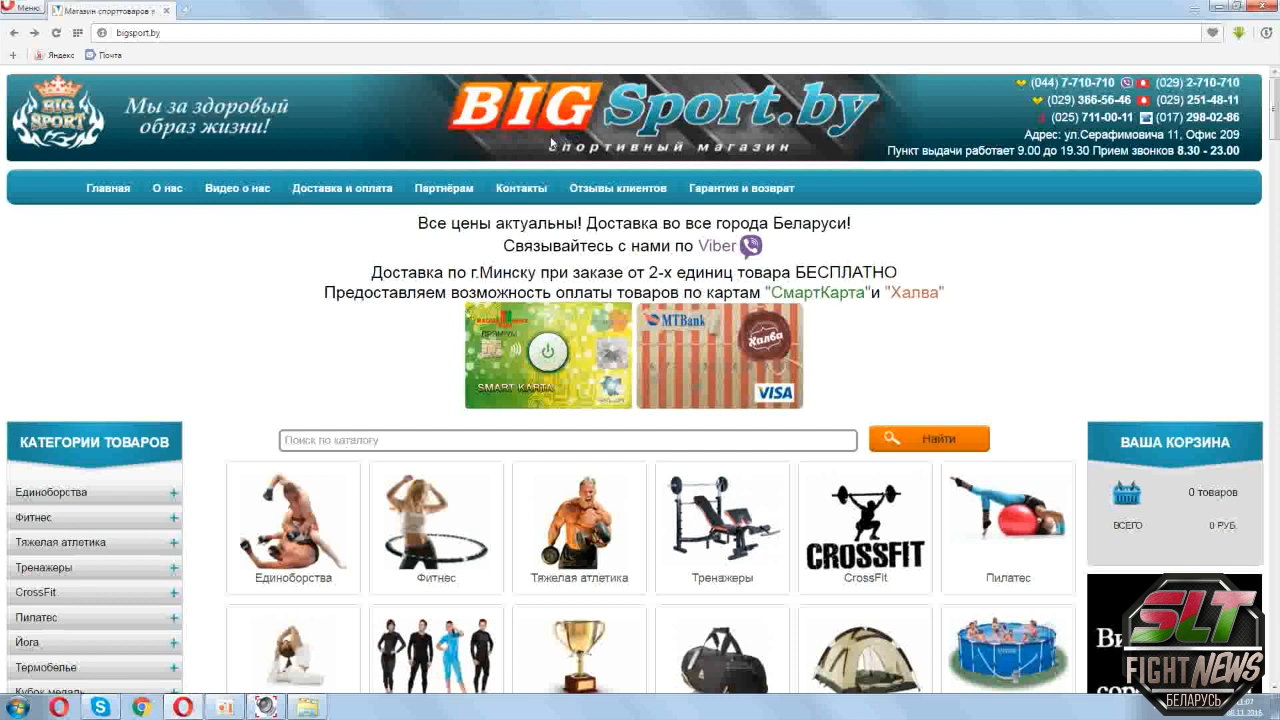 Меню
Магазин спорттоваров
bigsport.by
Яндекс
Почта
BIG
SPORT
Мы за здоровый
образ жизни!
BIG Sport.by
спортивный магазин
(044) 7-710-710 (029) 2-710-710
(029) 366-56-46 (029) 251-48-11
(025) 711-00-11 (017) 298-02-86
Адрес: ул.Серафимовича 11, Офис 209
Пункт выдачи работает 9.00 до 19.30 Прием звонков 8.30 - 23.00
Главная О нас Видео о нас Доставка и оплата Партнёрам Контакты Отзывы клиентов Гарантия и возврат
Все цены актуальны! Доставка во все города Беларуси!
Связывайтесь с нами по Viber
Доставка по г.Минску при заказе от 2-х единиц товара БЕСПЛАТНО
Предоставляем возможность оплаты товаров по картам "СмартКарта"и "Халва"
SMART КАРТА
MTBank
Халва
VISA
КАТЕГОРИИ ТОВАРОВ
Единоборства
Фитнес
Тяжелая атлетика
Тренажеры
CrossFit
Пилатес
Йога
Термобелье
Кубок медаль
Поиск по каталогу
Найти
CROSSFIT
Единоборства
Фитнес
Тяжелая атлетика
Тренажеры
CrossFit
Пилатес
ВАША КОРЗИНА
0 товаров
ВСЕГО 0 РУБ.
SLT
FIGHT NEWS
БЕЛАРУСЬ